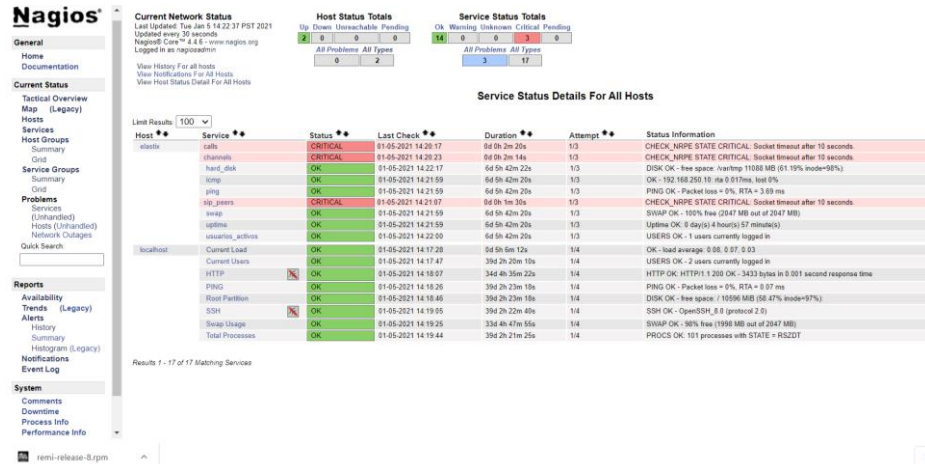 Nagios®
General
Home
Documentation
Current Status
Tactical Overview
Map (Legacy)
Hosts
Services
Host Groups
Summary
Grid
Service Groups
Summary
Grid
Problems
Services
(Unhandled)
Hosts (Unhandled)
Network Outages
Quick Search:
Reports
Availability
Trends (Legacy)
Alerts
History
Summary
Histogram (Legacy)
Notifications
Event Log
System
Comments
Downtime
Process Info
Performance Info
Current Network Status
Last Updated: Tue Jan 5 14:22:37 PST 2021
Updated every 30 seconds
Nagios® Core™ 4.4.6 - www.nagios.org
Logged in as nagiosadmin
View History For all hosts
View Notifications For All Hosts
View Host Status Detail For All Hosts
Host Status Totals
Up Down Unreachable Pending
2 0 0 0
All Problems All Types
0 2
Service Status Totals
Ok Warning Unknown Critical Pending
14 0 0 3 0
All Problems All Types
3 17
Service Status Details For All Hosts
Limit Results: 100
Host Service Status Last Check Duration Attempt Status Information
elastix calls CRITICAL 01-05-2021 14:20:17 0d 0h 2m 20s 1/3 CHECK_NRPE STATE CRITICAL: Socket timeout after 10 seconds.
channels CRITICAL 01-05-2021 14:20:23 0d 0h 2m 14s 1/3 CHECK_NRPE STATE CRITICAL: Socket timeout after 10 seconds.
hard_disk OK 01-05-2021 14:22:17 6d 5h 42m 22s 1/3 DISK OK - free space: /var/tmp 11088 MB (61.19% inode=98%):
icmp OK 01-05-2021 14:21:59 6d 5h 42m 20s 1/3 OK - 192.168.250.10: rta 0.017ms, lost 0%
ping OK 01-05-2021 14:21:59 6d 5h 42m 20s 1/3 PING OK - Packet loss = 0%, RTA = 3.69 ms
sip_peers CRITICAL 01-05-2021 14:21:07 0d 0h 1m 30s 1/3 CHECK_NRPE STATE CRITICAL: Socket timeout after 10 seconds.
swap OK 01-05-2021 14:21:59 6d 5h 42m 20s 1/3 SWAP OK - 100% free (2047 MB out of 2047 MB)
uptime OK 01-05-2021 14:21:59 6d 5h 42m 20s 1/3 Uptime OK: 0 day(s) 4 hour(s) 57 minute(s)
usuarios_activos OK 01-05-2021 14:22:00 6d 5h 42m 20s 1/3 USERS OK - 1 users currently logged in
localhost Current Load OK 01-05-2021 14:17:28 0d 5h 6m 12s 1/4 OK - load average: 0.08, 0.07, 0.03
Current Users OK 01-05-2021 14:17:47 39d 2h 20m 10s 1/4 USERS OK - 2 users currently logged in
HTTP OK 01-05-2021 14:18:07 34d 4h 35m 22s 1/4 HTTP OK: HTTP/1.1 200 OK - 3433 bytes in 0.001 second response time
PING OK 01-05-2021 14:18:26 39d 2h 23m 10s 1/4 PING OK - Packet loss = 0%, RTA = 0.07 ms
Root Partition OK 01-05-2021 14:18:46 39d 2h 23m 18s 1/4 DISK OK - free space: / 10596 MiB (58.47% inode=97%):
SSH OK 01-05-2021 14:19:05 39d 2h 22m 40s 1/4 SSH OK - OpenSSH_8.0 (protocol 2.0)
Swap Usage OK 01-05-2021 14:19:25 33d 4h 47m 55s 1/4 SWAP OK - 98% free (1998 MB out of 2047 MB)
Total Processes OK 01-05-2021 14:19:44 39d 2h 21m 25s 1/4 PROCS OK: 101 processes with STATE = RSZDT
Results 1 - 17 of 17 Matching Services
remi-release-8.rpm